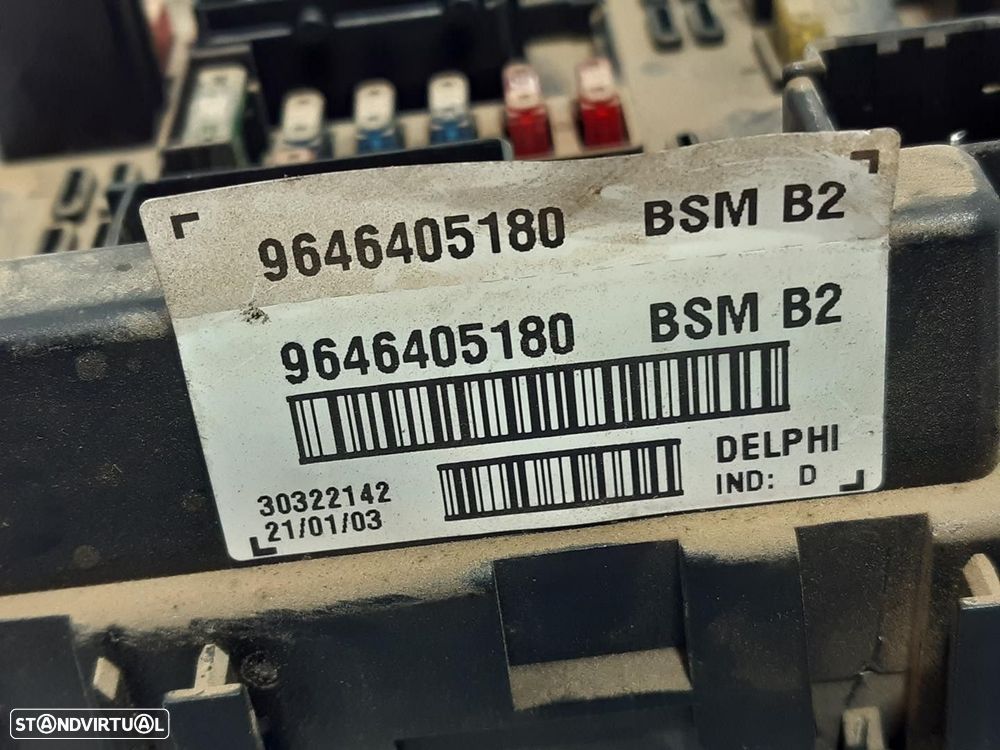 9646405180 BSM B2
9646405180 BSM B2
DELPHI
30322142
IND: D
21/01/03
STANDVIRTUAL